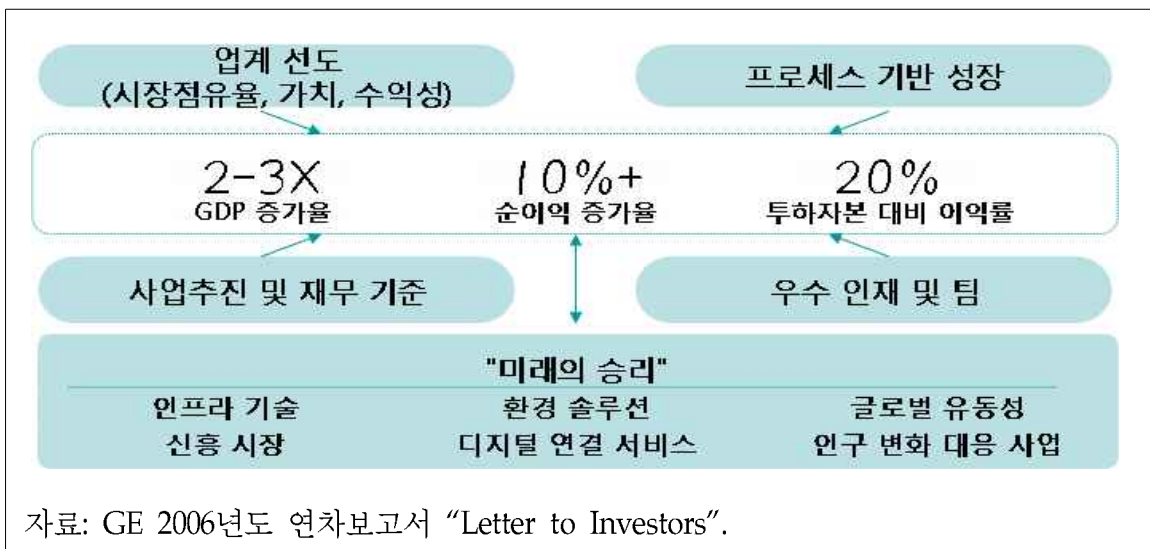 업계 선도
(시장점유율, 가치, 수익성)
프로세스 기반 성장
2-3X
GDP 증가율
10%+
순이익 증가율
20%
투하자본 대비 이익률
사업추진 및 재무 기준
우수 인재 및 팀
"미래의 승리"
인프라 기술
환경 솔루션
글로벌 유동성
신흥 시장
디지털 연결 서비스
인구 변화 대응 사업
자료: GE 2006년도 연차보고서 “Letter to Investors”.